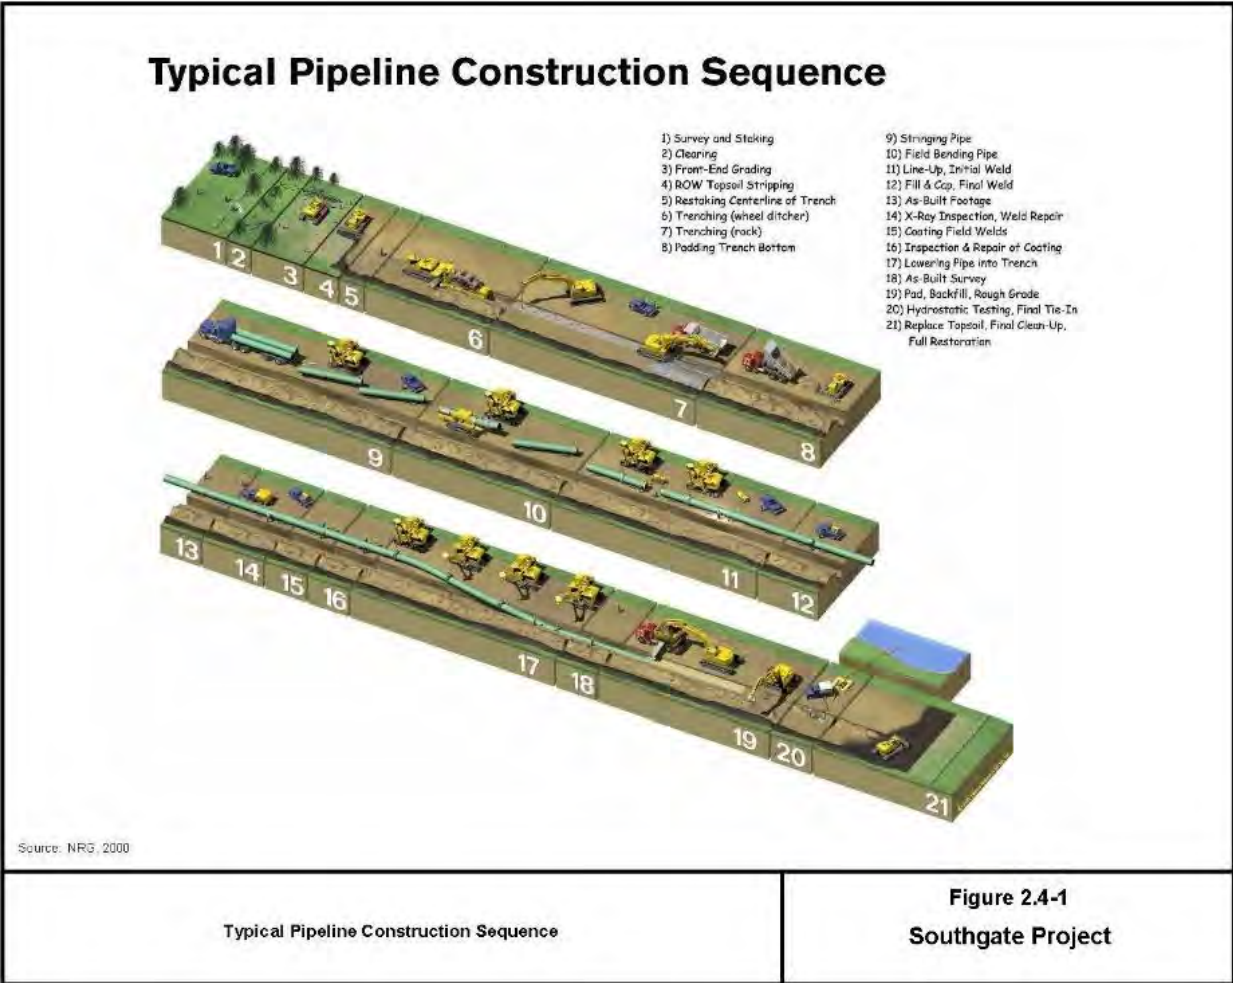 Typical Pipeline Construction Sequence
1) Survey and Staking
2) Clearing
3) Front-End Grading
4) ROW Topsoil Stripping
5) Restaking Centerline of Trench
6) Trenching (wheel ditcher)
7) Trenching (rock)
8) Padding Trench Bottom
9) Stringing Pipe
10) Field Bending Pipe
11) Line-Up, Initial Weld
12) Fill & Cap, Final Weld
13) As-Built Footage
14) X-Ray Inspection, Weld Repair
15) Coating Field Welds
16) Inspection & Repair of Coating
17) Lowering Pipe into Trench
18) As-Built Survey
19) Pad, Backfill, Rough Grade
20) Hydrostatic Testing, Final Tie-In
21) Replace Topsoil, Final Clean-Up,
Full Restoration
1
2
3
4
5
6
7
8
9
10
11
12
13
14
15
16
17
18
19
20
21
Source: NRG, 2000
Typical Pipeline Construction Sequence
Figure 2.4-1
Southgate Project